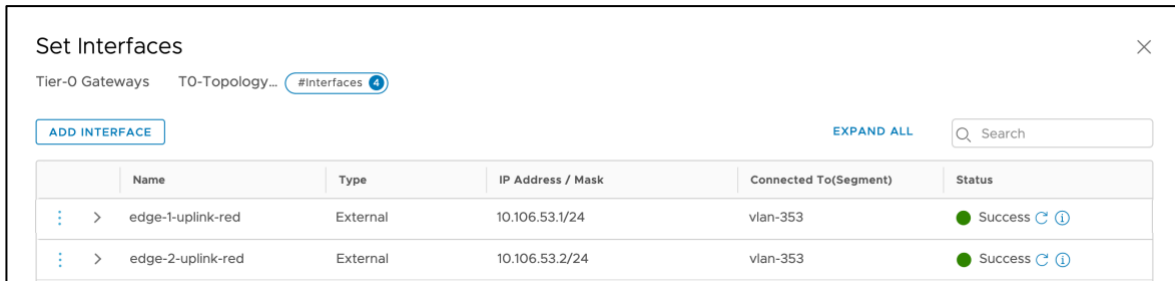 Set Interfaces
Tier-0 Gateways T0-Topology... #Interfaces 4
ADD INTERFACE EXPAND ALL Search
Name Type IP Address / Mask Connected To(Segment) Status
edge-1-uplink-red External 10.106.53.1/24 vlan-353 Success
edge-2-uplink-red External 10.106.53.2/24 vlan-353 Success